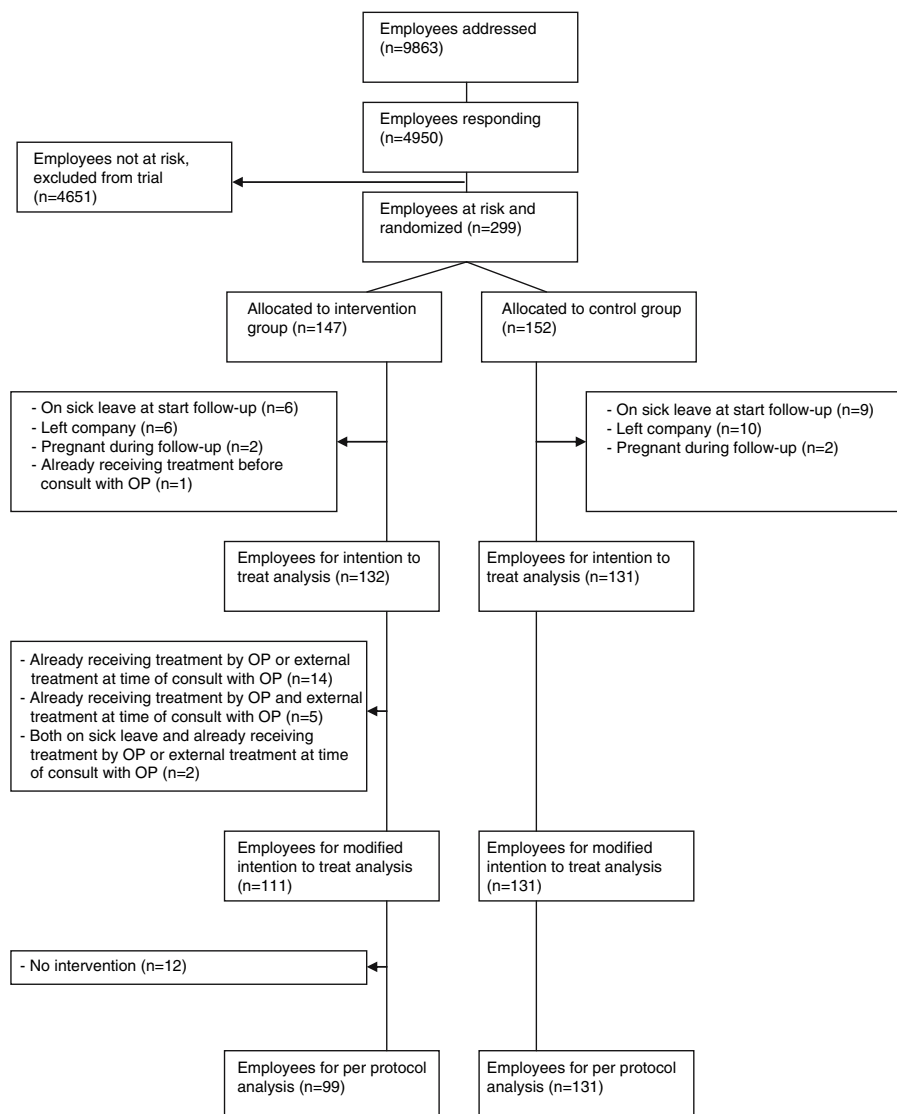 Employees addressed
(n=9863)
Employees responding
(n=4950)
Employees not at risk,
excluded from trial
(n=4651)
Employees at risk and
randomized (n=299)
Allocated to intervention
group (n=147)
Allocated to control group
(n=152)
- On sick leave at start follow-up (n=6)
- Left company (n=6)
- Pregnant during follow-up (n=2)
- Already receiving treatment before
consult with OP (n=1)
- On sick leave at start follow-up (n=9)
- Left company (n=10)
- Pregnant during follow-up (n=2)
Employees for intention to
treat analysis (n=132)
Employees for intention to
treat analysis (n=131)
- Already receiving treatment by OP or external
treatment at time of consult with OP (n=14)
- Already receiving treatment by OP and external
treatment at time of consult with OP (n=5)
- Both on sick leave and already receiving
treatment by OP or external treatment at time
of consult with OP (n=2)
Employees for modified
intention to treat analysis
(n=111)
Employees for modified
intention to treat analysis
(n=131)
- No intervention (n=12)
Employees for per protocol
analysis (n=99)
Employees for per protocol
analysis (n=131)